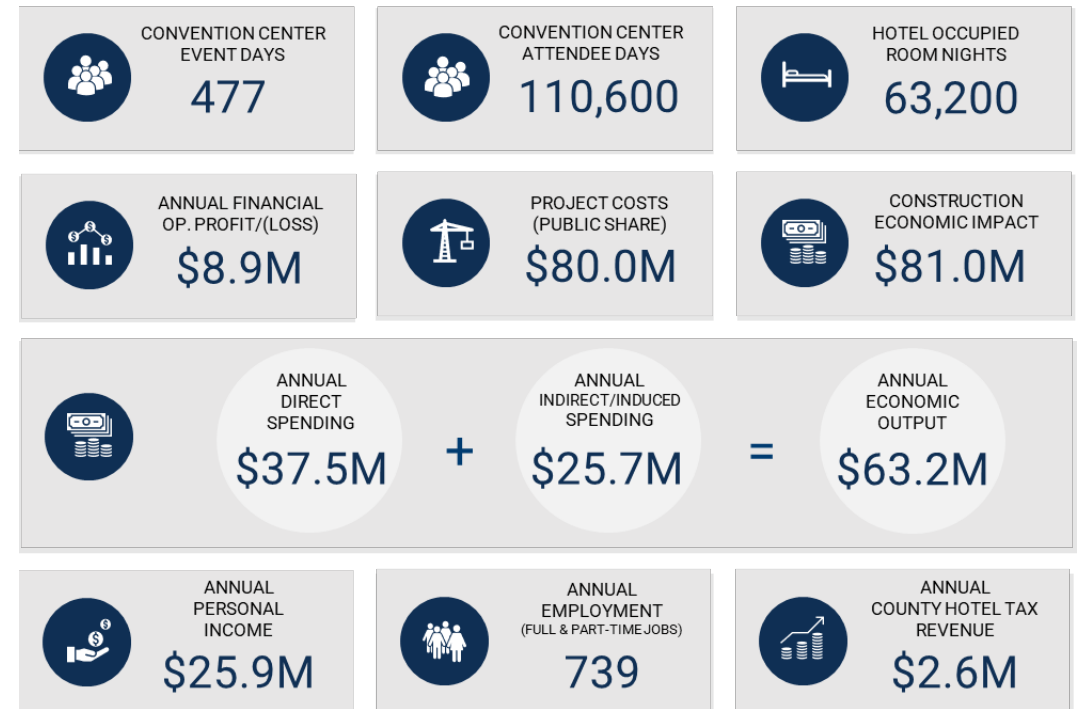 CONVENTION CENTER
EVENT DAYS
477
CONVENTION CENTER
ATTENDEE DAYS
110,600
HOTEL OCCUPIED
ROOM NIGHTS
63,200
ANNUAL FINANCIAL
OP. PROFIT/(LOSS)
$8.9M
PROJECT COSTS
(PUBLIC SHARE)
$80.0M
CONSTRUCTION
ECONOMIC IMPACT
$81.0M
ANNUAL
DIRECT
SPENDING
$37.5M
+
ANNUAL
INDIRECT/INDUCED
SPENDING
$25.7M
=
ANNUAL
ECONOMIC
OUTPUT
$63.2M
ANNUAL
PERSONAL
INCOME
$25.9M
ANNUAL
EMPLOYMENT
(FULL & PART-TIME JOBS)
739
ANNUAL
COUNTY HOTEL TAX
REVENUE
$2.6M